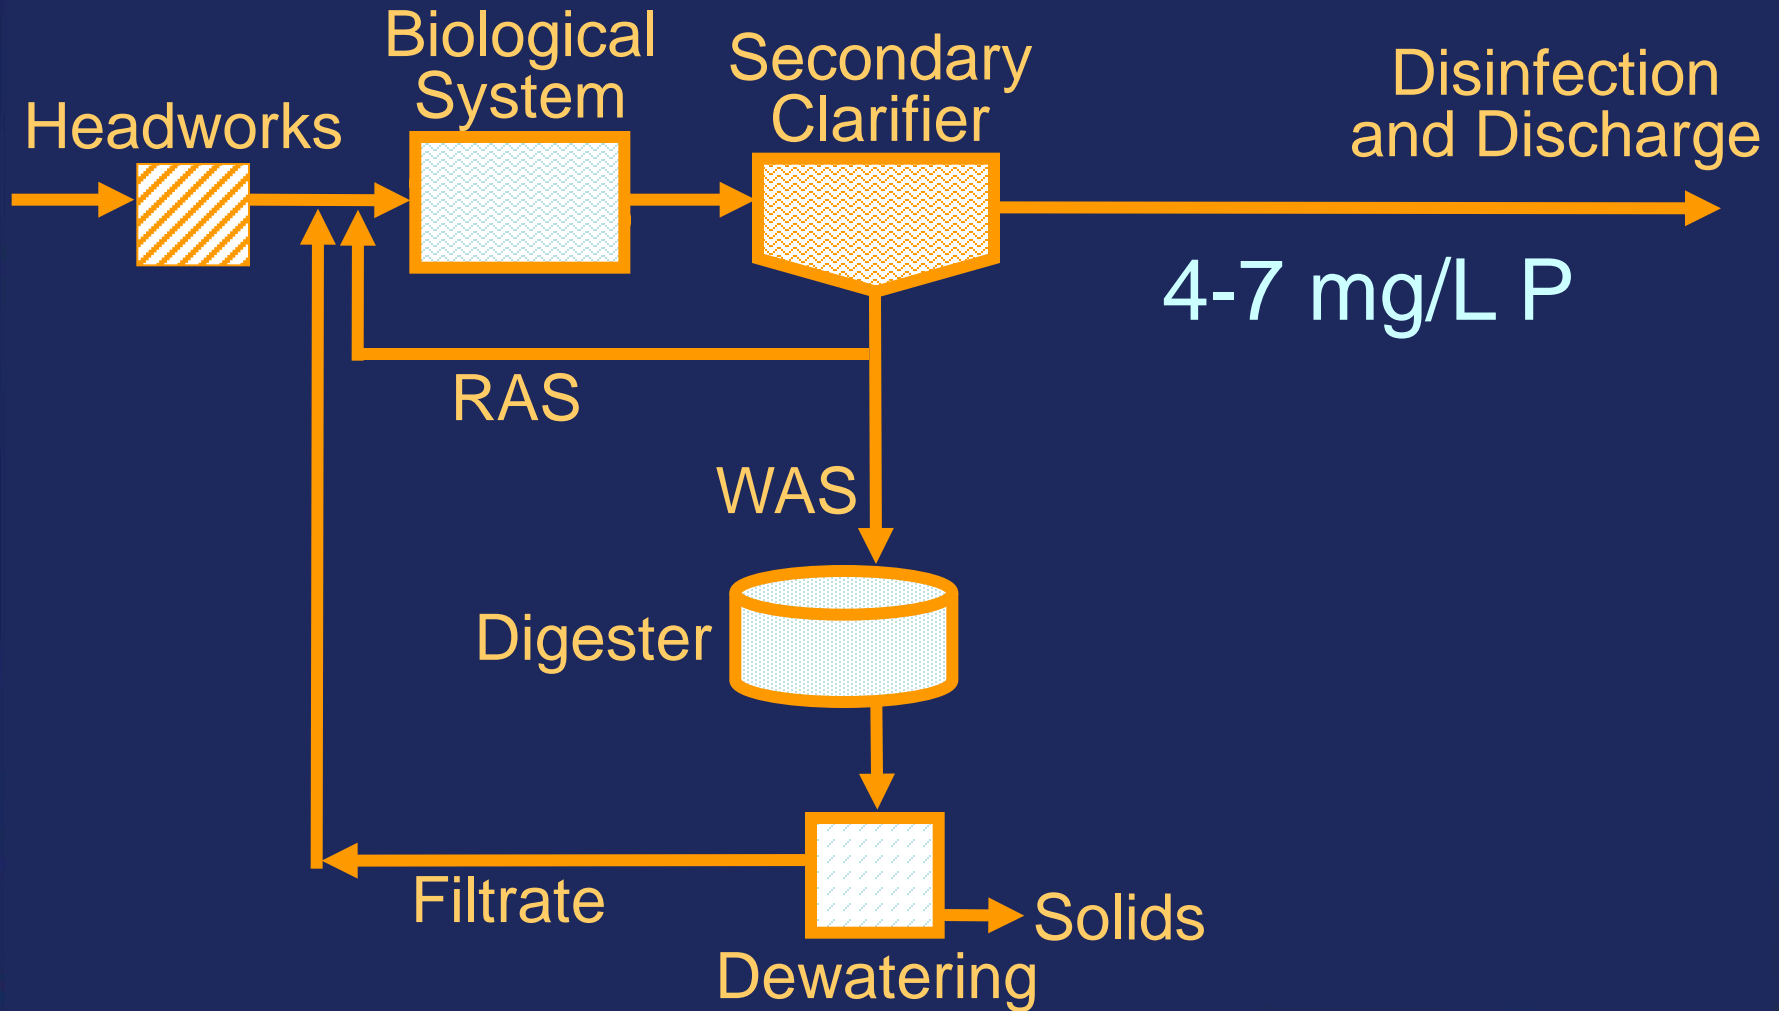 Biological
System
Secondary
Clarifier
Disinfection
and Discharge
Headworks
4-7 mg/L P
RAS
WAS
Digester
Filtrate
Solids
Dewatering